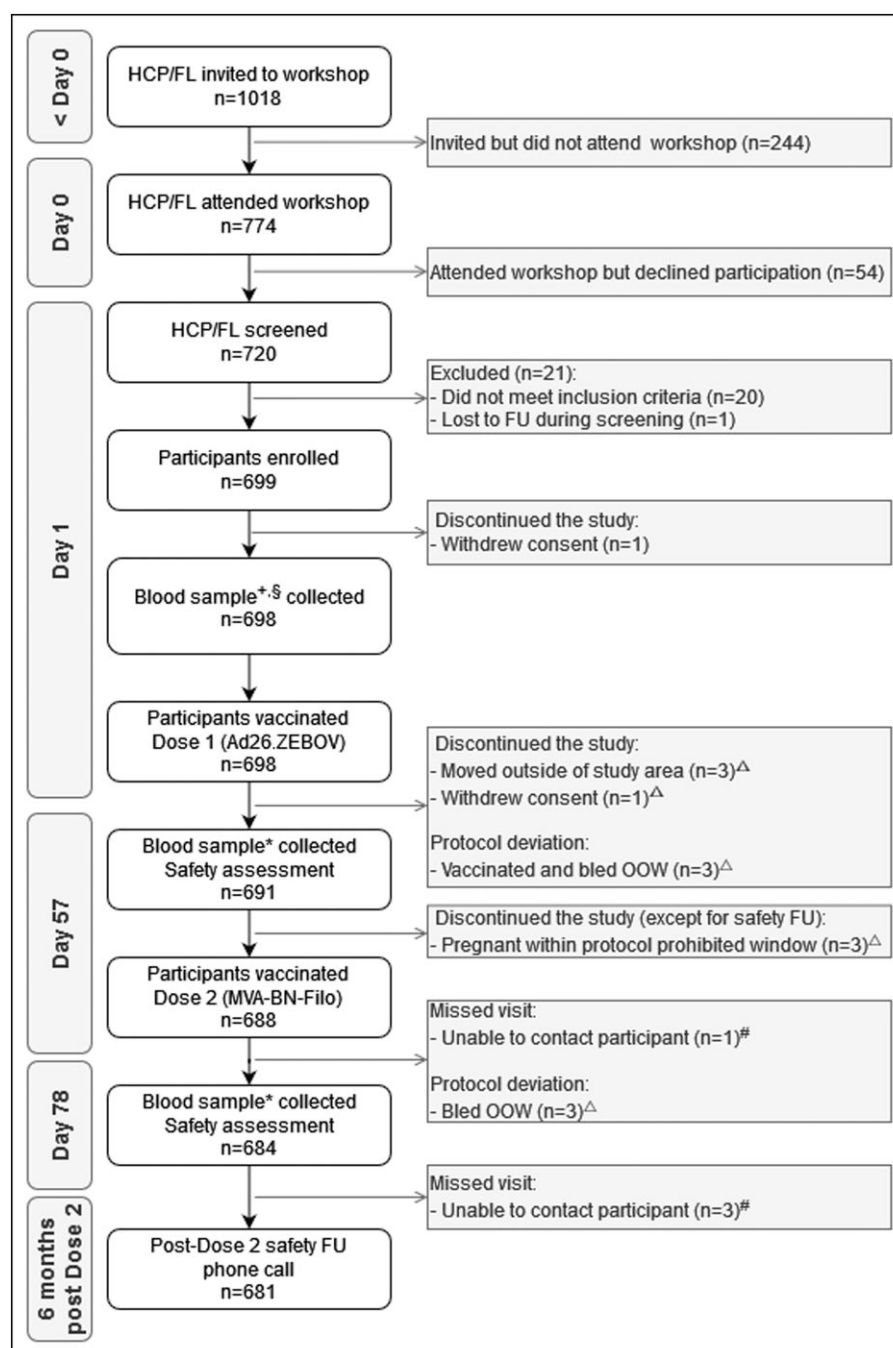 < Day 0
HCP/FL invited to workshop
n=1018
Invited but did not attend workshop (n=244)
Day 0
HCP/FL attended workshop
n=774
Attended workshop but declined participation (n=54)
Day 1
HCP/FL screened
n=720
Excluded (n=21):
- Did not meet inclusion criteria (n=20)
- Lost to FU during screening (n=1)
Participants enrolled
n=699
Discontinued the study:
- Withdrew consent (n=1)
Blood sample⁺,§ collected
n=698
Participants vaccinated
Dose 1 (Ad26.ZEBOV)
n=698
Discontinued the study:
- Moved outside of study area (n=3)△
- Withdrew consent (n=1)△
Protocol deviation:
- Vaccinated and bled OOW (n=3)△
Day 57
Blood sample* collected
Safety assessment
n=691
Discontinued the study (except for safety FU):
- Pregnant within protocol prohibited window (n=3)△
Participants vaccinated
Dose 2 (MVA-BN-Filo)
n=688
Missed visit:
- Unable to contact participant (n=1)#
Protocol deviation:
- Bled OOW (n=3)△
Day 78
Blood sample* collected
Safety assessment
n=684
Missed visit:
- Unable to contact participant (n=3)#
6 months
post Dose 2
Post-Dose 2 safety FU
phone call
n=681